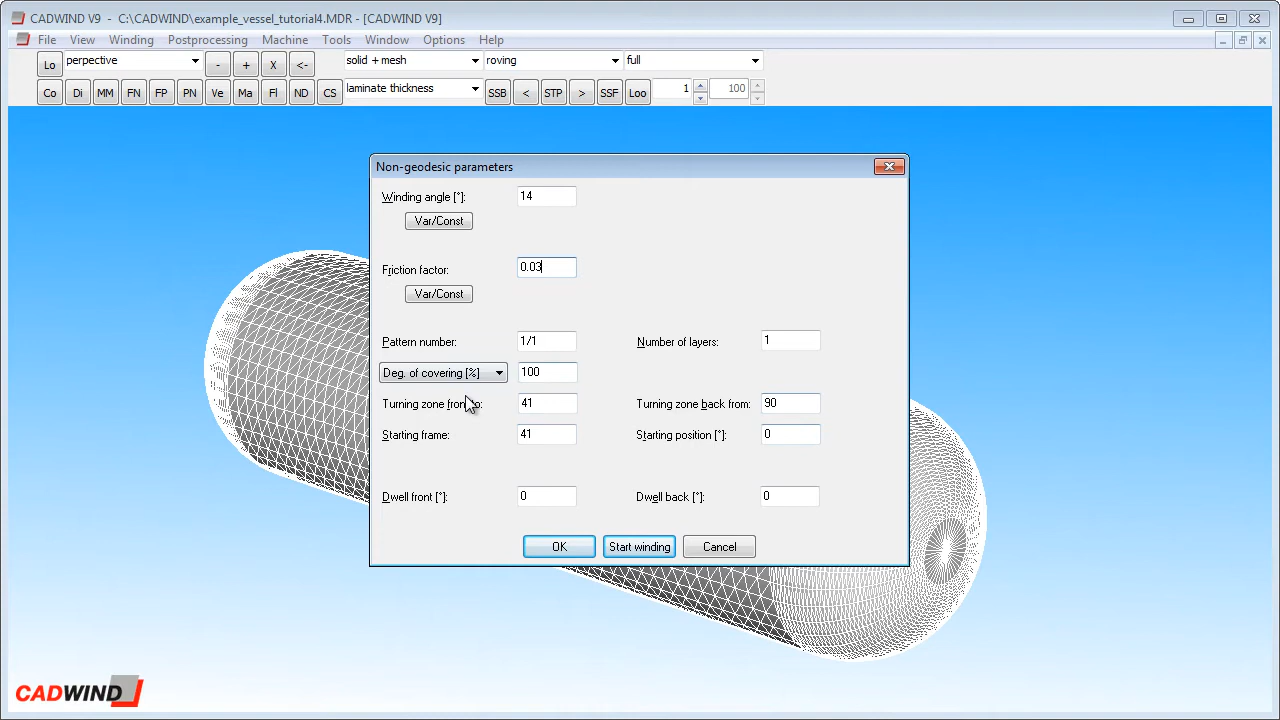 CADWIND V9 - C:\CADWIND\example_vessel_tutorial4.MDR - [CADWIND V9]
File View Winding Postprocessing Machine Tools Window Options Help
Lo perpective - + X <- solid + mesh roving full
Co Di MM FN FP PN Ve Ma Fl ND CS laminate thickness SSB < STP > SSF Loo 1 100
Non-geodesic parameters
Winding angle [°]: 14
Var/Const
Friction factor: 0.03
Var/Const
Pattern number: 1/1 Number of layers: 1
Deg. of covering [%] 100
Turning zone fro o: 41 Turning zone back from: 90
Starting frame: 41 Starting position [°]: 0
Dwell front [°]: 0 Dwell back [°]: 0
OK Start winding Cancel
CADWIND